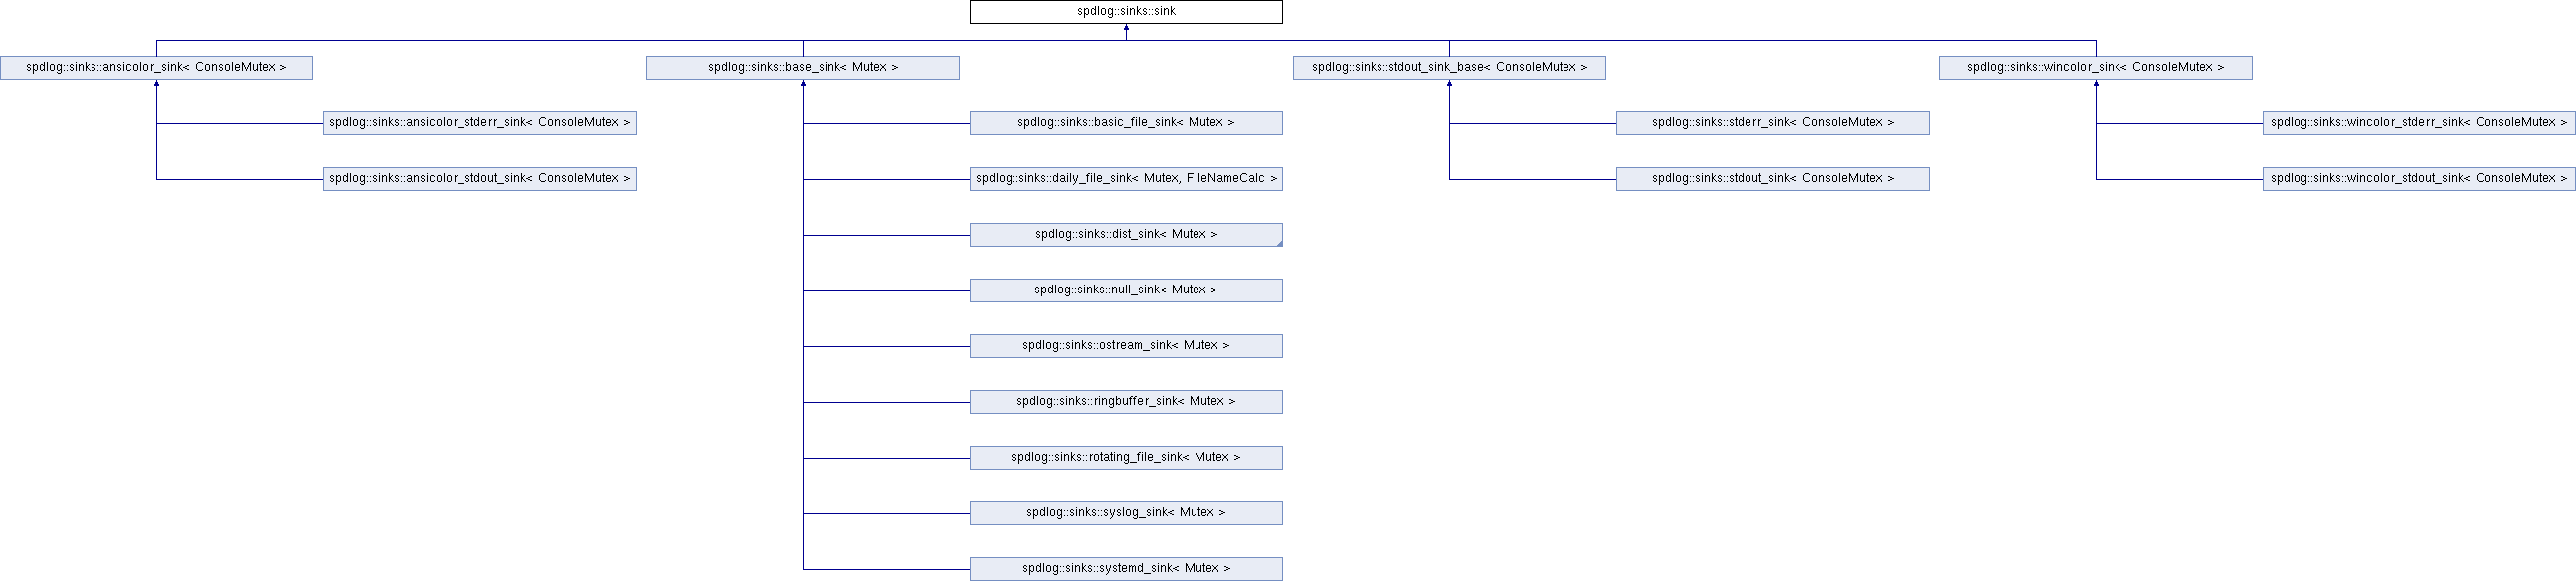 spdlog::sinks::sink
spdlog::sinks::ansicolor_sink< ConsoleMutex >
spdlog::sinks::base_sink< Mutex >
spdlog::sinks::stdout_sink_base< ConsoleMutex >
spdlog::sinks::wincolor_sink< ConsoleMutex >
spdlog::sinks::ansicolor_stderr_sink< ConsoleMutex >
spdlog::sinks::basic_file_sink< Mutex >
spdlog::sinks::stderr_sink< ConsoleMutex >
spdlog::sinks::wincolor_stderr_sink< ConsoleMutex >
spdlog::sinks::ansicolor_stdout_sink< ConsoleMutex >
spdlog::sinks::daily_file_sink< Mutex, FileNameCalc >
spdlog::sinks::stdout_sink< ConsoleMutex >
spdlog::sinks::wincolor_stdout_sink< ConsoleMutex >
spdlog::sinks::dist_sink< Mutex >
spdlog::sinks::null_sink< Mutex >
spdlog::sinks::ostream_sink< Mutex >
spdlog::sinks::ringbuffer_sink< Mutex >
spdlog::sinks::rotating_file_sink< Mutex >
spdlog::sinks::syslog_sink< Mutex >
spdlog::sinks::systemd_sink< Mutex >